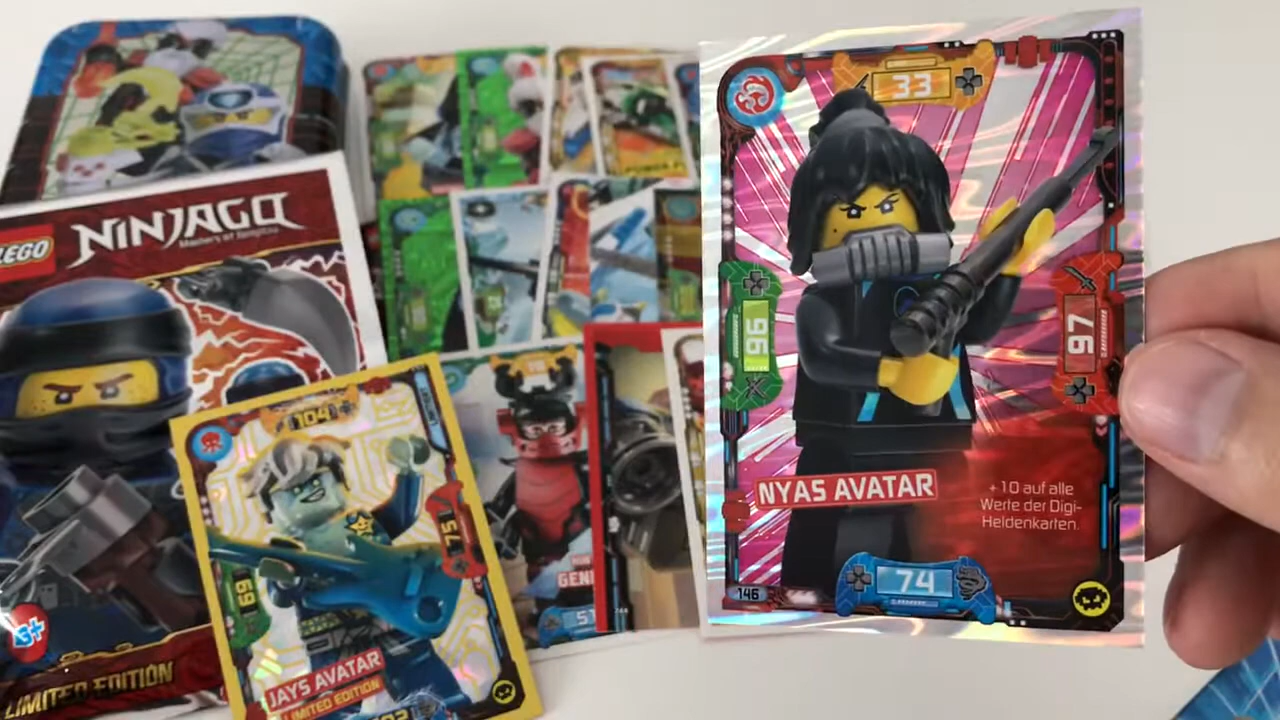 LEGO
NINJAGO
Masters of Spinjitzu
3+
LIMITED EDITION
104
75
69
JAYS AVATAR
LIMITED EDITION
33
96
97
NYAS AVATAR
+10 auf alle
Werte der Digi-
Heldenkarten.
74
146